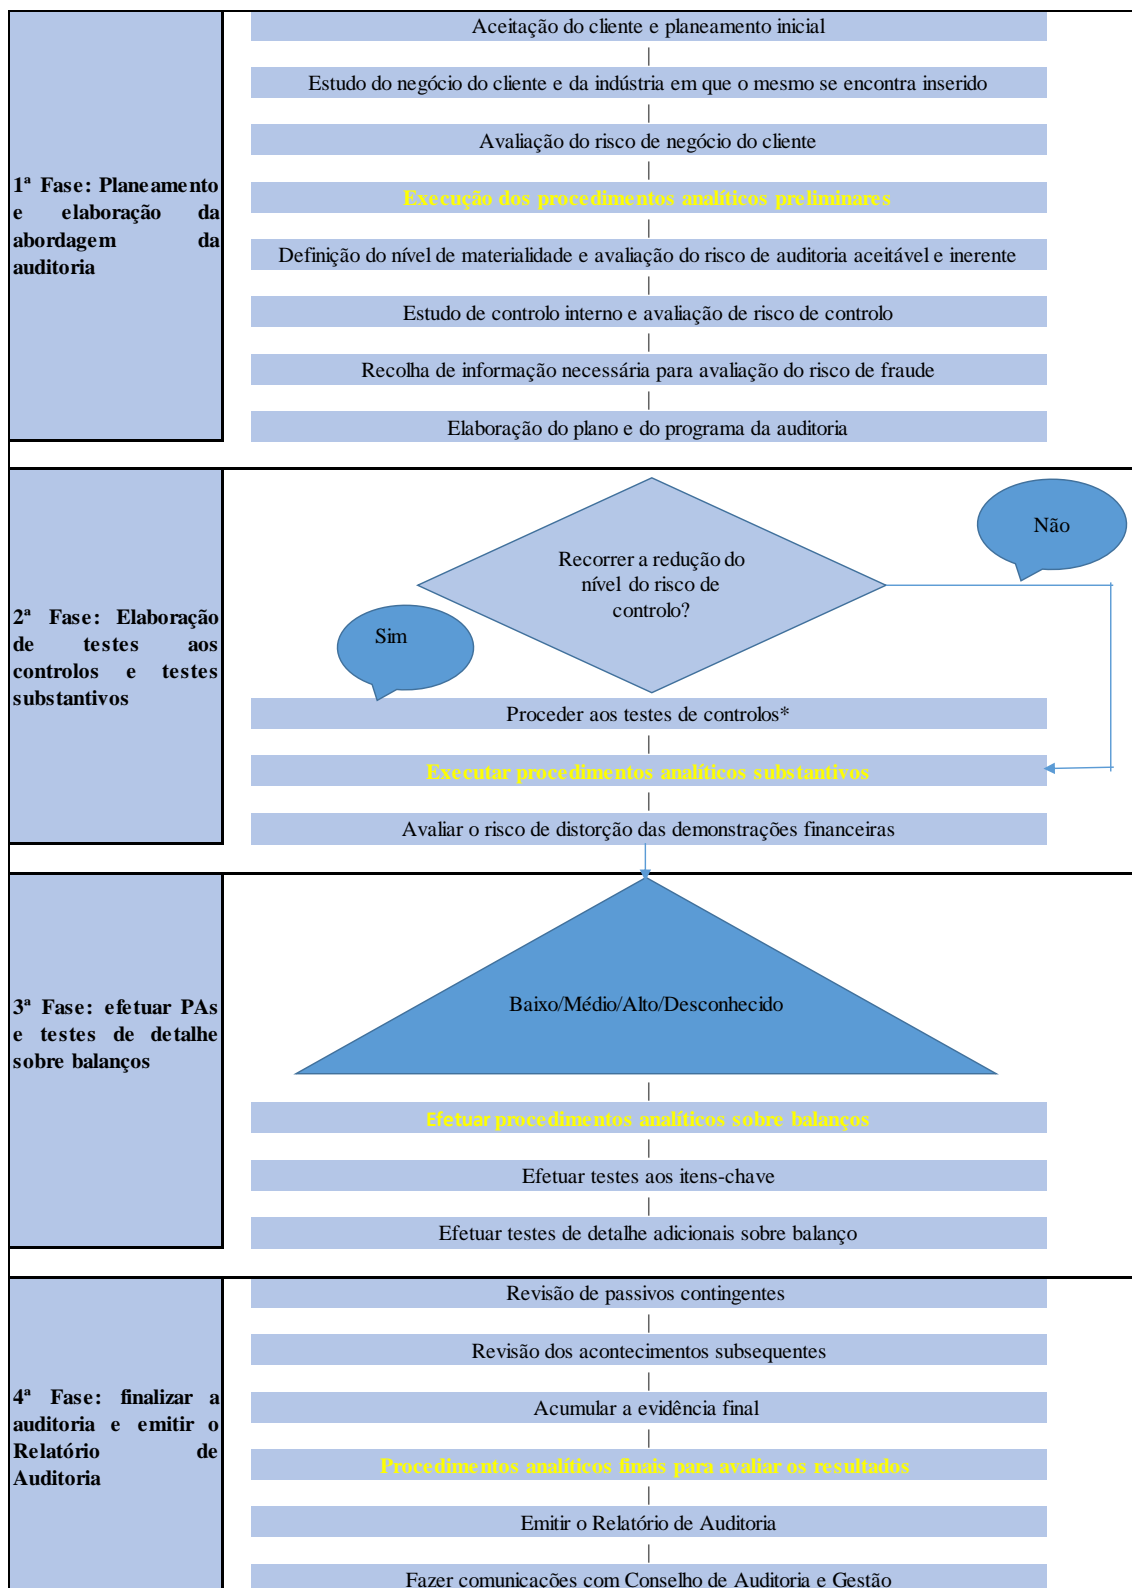 Aceitação do cliente e planeamento inicial
Estudo do negócio do cliente e da indústria em que o mesmo se encontra inserido
Avaliação do risco de negócio do cliente
1ª Fase: Planeamento
e elaboração da
abordagem da
auditoria
Execução dos procedimentos analíticos preliminares
Definição do nível de materialidade e avaliação do risco de auditoria aceitável e inerente
Estudo de controlo interno e avaliação de risco de controlo
Recolha de informação necessária para avaliação do risco de fraude
Elaboração do plano e do programa da auditoria
2ª Fase: Elaboração
de testes aos
controlos e testes
substantivos
Recorrer a redução do
nível do risco de
controlo?
Não
Sim
Proceder aos testes de controlos*
Executar procedimentos analíticos substantivos
Avaliar o risco de distorção das demonstrações financeiras
3ª Fase: efetuar PAs
e testes de detalhe
sobre balanços
Baixo/Médio/Alto/Desconhecido
Efetuar procedimentos analíticos sobre balanços
Efetuar testes aos itens-chave
Efetuar testes de detalhe adicionais sobre balanço
Revisão de passivos contingentes
Revisão dos acontecimentos subsequentes
4ª Fase: finalizar a
auditoria e emitir o
Relatório de
Auditoria
Acumular a evidência final
Procedimentos analíticos finais para avaliar os resultados
Emitir o Relatório de Auditoria
Fazer comunicações com Conselho de Auditoria e Gestão